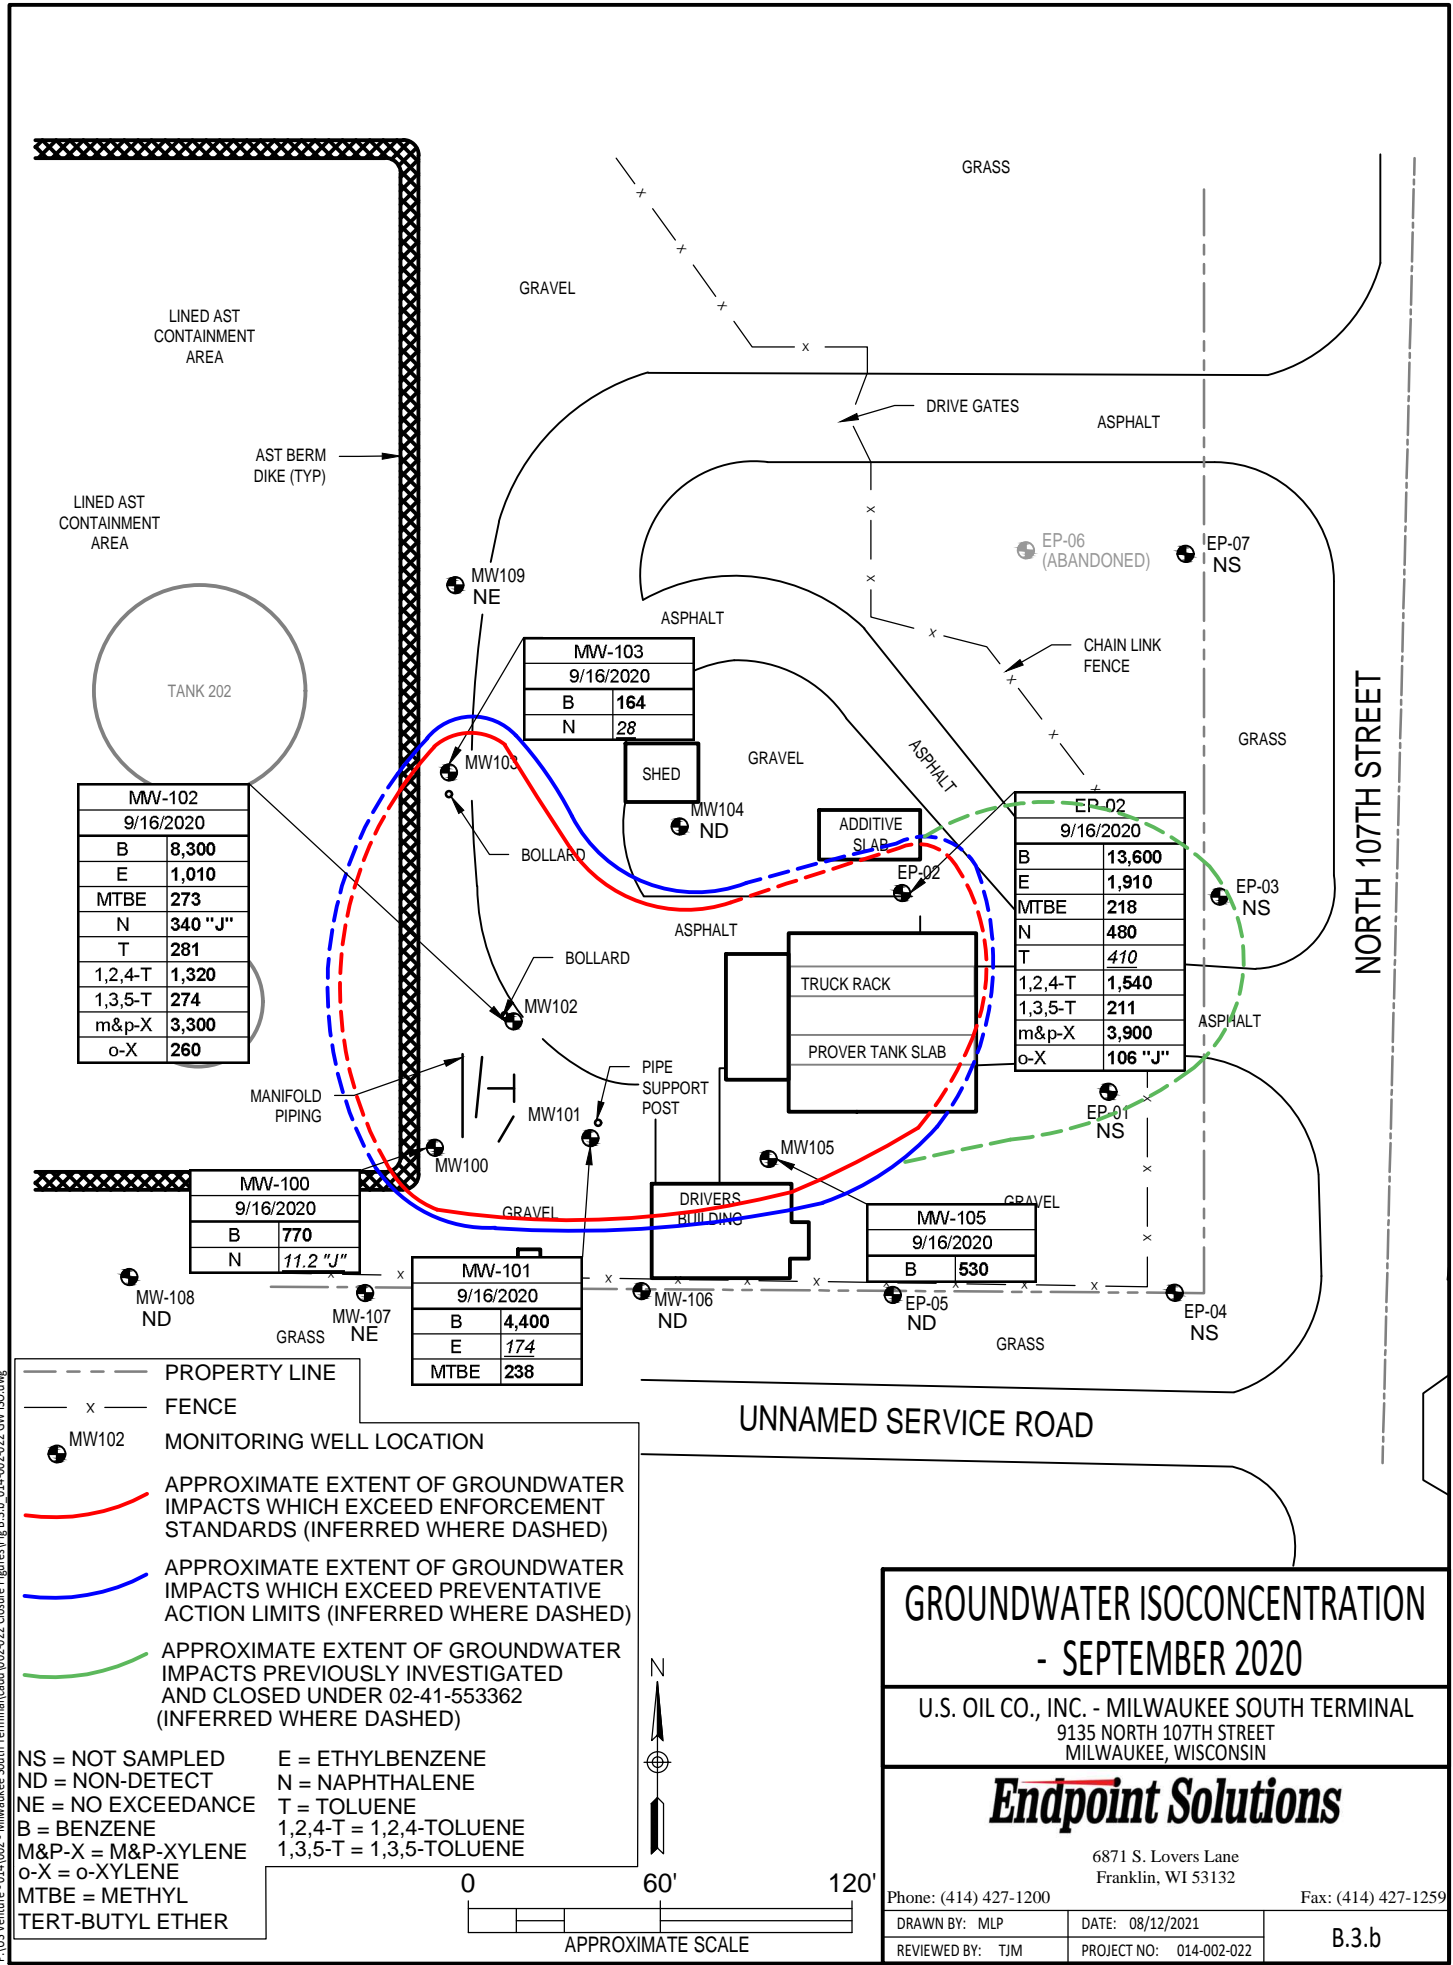 GRASS
GRAVEL
LINED AST
CONTAINMENT
AREA
DRIVE GATES
ASPHALT
AST BERM
DIKE (TYP)
LINED AST
CONTAINMENT
AREA
EP-06
(ABANDONED)
EP-07
NS
MW109
NE
ASPHALT
CHAIN LINK
FENCE
MW-103
9/16/2020
B 164
N 28
TANK 202
NORTH 107TH STREET
GRASS
GRAVEL
ASPHALT
SHED
MW103
MW104
ND
BOLLARD
ADDITIVE
SLAB
EP-02
MW-102
9/16/2020
B 8,300
E 1,010
MTBE 273
N 340 "J"
T 281
1,2,4-T 1,320
1,3,5-T 274
m&p-X 3,300
o-X 260
EP-02
9/16/2020
B 13,600
E 1,910
MTBE 218
N 480
T 410
1,2,4-T 1,540
1,3,5-T 211
m&p-X 3,900
o-X 106 "J"
EP-03
NS
ASPHALT
BOLLARD
TRUCK RACK
MW102
ASPHALT
PROVER TANK SLAB
PIPE
SUPPORT
POST
MANIFOLD
PIPING
MW101
EP-01
NS
MW100
MW105
MW-100
9/16/2020
B 770
N 11.2 "J"
GRAVEL
DRIVERS
BUILDING
GRAVEL
MW-105
9/16/2020
B 530
MW-101
9/16/2020
B 4,400
E 174
MTBE 238
MW-108
ND
MW-107
NE
GRASS
MW-106
ND
EP-05
ND
EP-04
NS
GRASS
UNNAMED SERVICE ROAD
PROPERTY LINE
x FENCE
MW102 MONITORING WELL LOCATION
APPROXIMATE EXTENT OF GROUNDWATER
IMPACTS WHICH EXCEED ENFORCEMENT
STANDARDS (INFERRED WHERE DASHED)
APPROXIMATE EXTENT OF GROUNDWATER
IMPACTS WHICH EXCEED PREVENTATIVE
ACTION LIMITS (INFERRED WHERE DASHED)
APPROXIMATE EXTENT OF GROUNDWATER
IMPACTS PREVIOUSLY INVESTIGATED
AND CLOSED UNDER 02-41-553362
(INFERRED WHERE DASHED)
NS = NOT SAMPLED
ND = NON-DETECT
NE = NO EXCEEDANCE
B = BENZENE
M&P-X = M&P-XYLENE
o-X = o-XYLENE
MTBE = METHYL
TERT-BUTYL ETHER
E = ETHYLBENZENE
N = NAPHTHALENE
T = TOLUENE
1,2,4-T = 1,2,4-TOLUENE
1,3,5-T = 1,3,5-TOLUENE
N
0 60' 120'
APPROXIMATE SCALE
GROUNDWATER ISOCONCENTRATION
- SEPTEMBER 2020
U.S. OIL CO., INC. - MILWAUKEE SOUTH TERMINAL
9135 NORTH 107TH STREET
MILWAUKEE, WISCONSIN
Endpoint Solutions
6871 S. Lovers Lane
Franklin, WI 53132
Phone: (414) 427-1200 Fax: (414) 427-1259
DRAWN BY: MLP DATE: 08/12/2021
REVIEWED BY: TJM PROJECT NO: 014-002-022
B.3.b